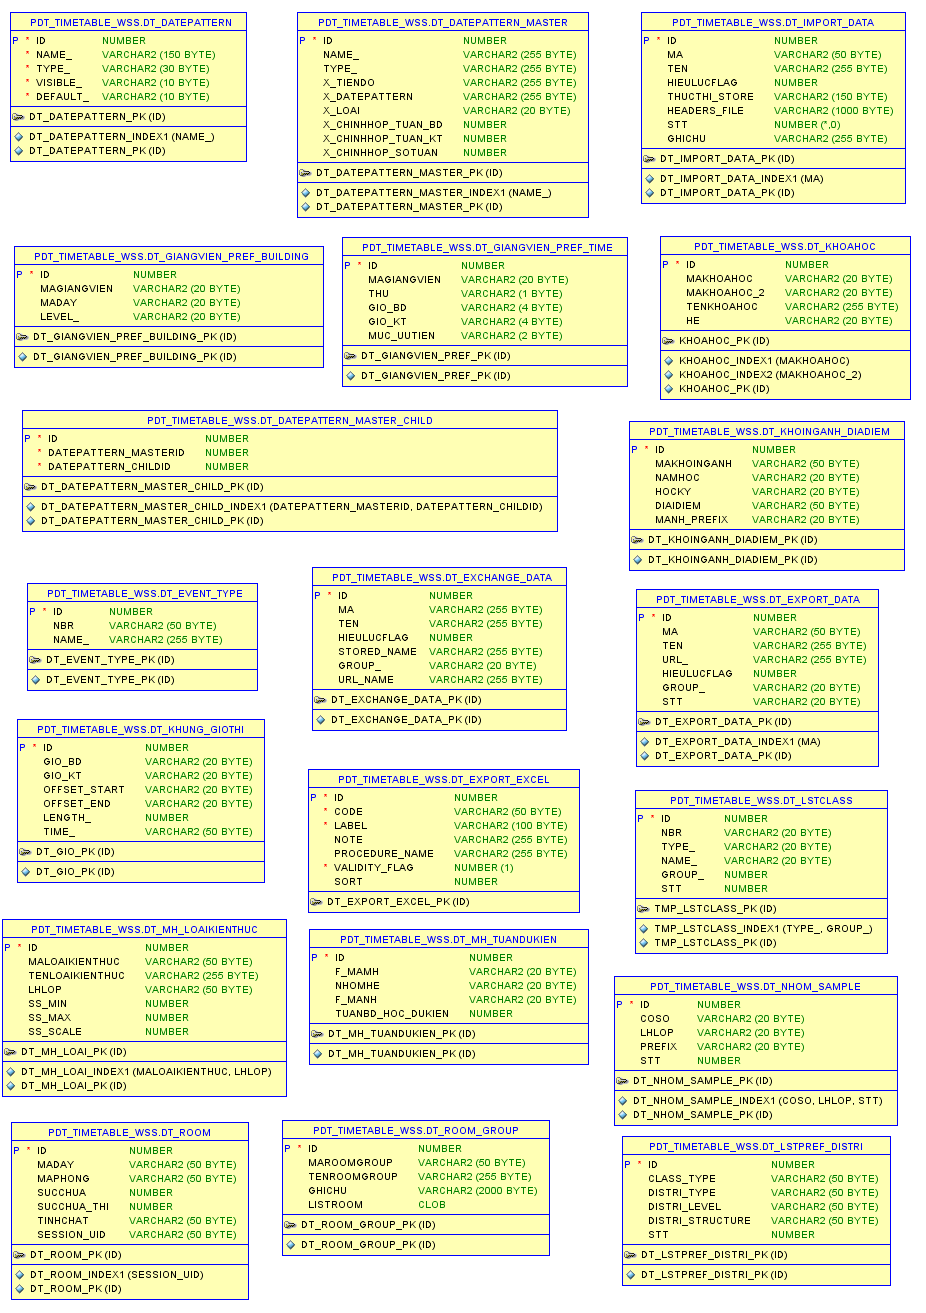 PDT_TIMETABLE_WSS.DT_DATEPATTERN
P * ID NUMBER
* NAME_ VARCHAR2 (150 BYTE)
* TYPE_ VARCHAR2 (30 BYTE)
* VISIBLE_ VARCHAR2 (10 BYTE)
* DEFAULT_ VARCHAR2 (10 BYTE)
DT_DATEPATTERN_PK (ID)
DT_DATEPATTERN_INDEX1 (NAME_)
DT_DATEPATTERN_PK (ID)
PDT_TIMETABLE_WSS.DT_DATEPATTERN_MASTER
P * ID NUMBER
NAME_ VARCHAR2 (255 BYTE)
TYPE_ VARCHAR2 (255 BYTE)
X_TIENDO VARCHAR2 (255 BYTE)
X_DATEPATTERN VARCHAR2 (255 BYTE)
X_LOAI VARCHAR2 (20 BYTE)
X_CHINHHOP_TUAN_BD NUMBER
X_CHINHHOP_TUAN_KT NUMBER
X_CHINHHOP_SOTUAN NUMBER
DT_DATEPATTERN_MASTER_PK (ID)
DT_DATEPATTERN_MASTER_INDEX1 (NAME_)
DT_DATEPATTERN_MASTER_PK (ID)
PDT_TIMETABLE_WSS.DT_IMPORT_DATA
P * ID NUMBER
MA VARCHAR2 (50 BYTE)
TEN VARCHAR2 (255 BYTE)
HIEULUCFLAG NUMBER
THUCTHI_STORE VARCHAR2 (150 BYTE)
HEADERS_FILE VARCHAR2 (1000 BYTE)
STT NUMBER (*,0)
GHICHU VARCHAR2 (255 BYTE)
DT_IMPORT_DATA_PK (ID)
DT_IMPORT_DATA_INDEX1 (MA)
DT_IMPORT_DATA_PK (ID)
PDT_TIMETABLE_WSS.DT_GIANGVIEN_PREF_BUILDING
P * ID NUMBER
MAGIANGVIEN VARCHAR2 (20 BYTE)
MADAY VARCHAR2 (20 BYTE)
LEVEL_ VARCHAR2 (20 BYTE)
DT_GIANGVIEN_PREF_BUILDING_PK (ID)
DT_GIANGVIEN_PREF_BUILDING_PK (ID)
PDT_TIMETABLE_WSS.DT_GIANGVIEN_PREF_TIME
P * ID NUMBER
MAGIANGVIEN VARCHAR2 (20 BYTE)
THU VARCHAR2 (1 BYTE)
GIO_BD VARCHAR2 (4 BYTE)
GIO_KT VARCHAR2 (4 BYTE)
MUC_UUTIEN VARCHAR2 (2 BYTE)
DT_GIANGVIEN_PREF_PK (ID)
DT_GIANGVIEN_PREF_PK (ID)
PDT_TIMETABLE_WSS.DT_KHOAHOC
P * ID NUMBER
MAKHOAHOC VARCHAR2 (20 BYTE)
MAKHOAHOC_2 VARCHAR2 (20 BYTE)
TENKHOAHOC VARCHAR2 (255 BYTE)
HE VARCHAR2 (20 BYTE)
KHOAHOC_PK (ID)
KHOAHOC_INDEX1 (MAKHOAHOC)
KHOAHOC_INDEX2 (MAKHOAHOC_2)
KHOAHOC_PK (ID)
PDT_TIMETABLE_WSS.DT_DATEPATTERN_MASTER_CHILD
P * ID NUMBER
* DATEPATTERN_MASTERID NUMBER
* DATEPATTERN_CHILDID NUMBER
DT_DATEPATTERN_MASTER_CHILD_PK (ID)
DT_DATEPATTERN_MASTER_CHILD_INDEX1 (DATEPATTERN_MASTERID, DATEPATTERN_CHILDID)
DT_DATEPATTERN_MASTER_CHILD_PK (ID)
PDT_TIMETABLE_WSS.DT_KHOINGANH_DIADIEM
P * ID NUMBER
MAKHOINGANH VARCHAR2 (50 BYTE)
NAMHOC VARCHAR2 (20 BYTE)
HOCKY VARCHAR2 (20 BYTE)
DIAIDIEM VARCHAR2 (50 BYTE)
MANH_PREFIX VARCHAR2 (20 BYTE)
DT_KHOINGANH_DIADIEM_PK (ID)
DT_KHOINGANH_DIADIEM_PK (ID)
PDT_TIMETABLE_WSS.DT_EVENT_TYPE
P * ID NUMBER
NBR VARCHAR2 (50 BYTE)
NAME_ VARCHAR2 (255 BYTE)
DT_EVENT_TYPE_PK (ID)
DT_EVENT_TYPE_PK (ID)
PDT_TIMETABLE_WSS.DT_EXCHANGE_DATA
P * ID NUMBER
MA VARCHAR2 (255 BYTE)
TEN VARCHAR2 (255 BYTE)
HIEULUCFLAG NUMBER
STORED_NAME VARCHAR2 (255 BYTE)
GROUP_ VARCHAR2 (20 BYTE)
URL_NAME VARCHAR2 (255 BYTE)
DT_EXCHANGE_DATA_PK (ID)
DT_EXCHANGE_DATA_PK (ID)
PDT_TIMETABLE_WSS.DT_EXPORT_DATA
P * ID NUMBER
MA VARCHAR2 (50 BYTE)
TEN VARCHAR2 (255 BYTE)
URL_ VARCHAR2 (255 BYTE)
HIEULUCFLAG NUMBER
GROUP_ VARCHAR2 (20 BYTE)
STT VARCHAR2 (20 BYTE)
DT_EXPORT_DATA_PK (ID)
DT_EXPORT_DATA_INDEX1 (MA)
DT_EXPORT_DATA_PK (ID)
PDT_TIMETABLE_WSS.DT_KHUNG_GIOTHI
P * ID NUMBER
GIO_BD VARCHAR2 (20 BYTE)
GIO_KT VARCHAR2 (20 BYTE)
OFFSET_START VARCHAR2 (20 BYTE)
OFFSET_END VARCHAR2 (20 BYTE)
LENGTH_ NUMBER
TIME_ VARCHAR2 (50 BYTE)
DT_GIO_PK (ID)
DT_GIO_PK (ID)
PDT_TIMETABLE_WSS.DT_EXPORT_EXCEL
P * ID NUMBER
* CODE VARCHAR2 (50 BYTE)
* LABEL VARCHAR2 (100 BYTE)
NOTE VARCHAR2 (255 BYTE)
PROCEDURE_NAME VARCHAR2 (255 BYTE)
* VALIDITY_FLAG NUMBER (1)
SORT NUMBER
DT_EXPORT_EXCEL_PK (ID)
PDT_TIMETABLE_WSS.DT_LSTCLASS
P * ID NUMBER
NBR VARCHAR2 (20 BYTE)
TYPE_ VARCHAR2 (20 BYTE)
NAME_ VARCHAR2 (20 BYTE)
GROUP_ NUMBER
STT NUMBER
TMP_LSTCLASS_PK (ID)
TMP_LSTCLASS_INDEX1 (TYPE_, GROUP_)
TMP_LSTCLASS_PK (ID)
PDT_TIMETABLE_WSS.DT_MH_LOAIKIENTHUC
P * ID NUMBER
MALOAIKIENTHUC VARCHAR2 (50 BYTE)
TENLOAIKIENTHUC VARCHAR2 (255 BYTE)
LHLOP VARCHAR2 (50 BYTE)
SS_MIN NUMBER
SS_MAX NUMBER
SS_SCALE NUMBER
DT_MH_LOAI_PK (ID)
DT_MH_LOAI_INDEX1 (MALOAIKIENTHUC, LHLOP)
DT_MH_LOAI_PK (ID)
PDT_TIMETABLE_WSS.DT_MH_TUANDUKIEN
P * ID NUMBER
F_MAMH VARCHAR2 (20 BYTE)
NHOMHE VARCHAR2 (20 BYTE)
F_MANH VARCHAR2 (20 BYTE)
TUANBD_HOC_DUKIEN NUMBER
DT_MH_TUANDUKIEN_PK (ID)
DT_MH_TUANDUKIEN_PK (ID)
PDT_TIMETABLE_WSS.DT_NHOM_SAMPLE
P * ID NUMBER
COSO VARCHAR2 (20 BYTE)
LHLOP VARCHAR2 (20 BYTE)
PREFIX VARCHAR2 (20 BYTE)
STT NUMBER
DT_NHOM_SAMPLE_PK (ID)
DT_NHOM_SAMPLE_INDEX1 (COSO, LHLOP, STT)
DT_NHOM_SAMPLE_PK (ID)
PDT_TIMETABLE_WSS.DT_ROOM
P * ID NUMBER
MADAY VARCHAR2 (50 BYTE)
MAPHONG VARCHAR2 (50 BYTE)
SUCCHUA NUMBER
SUCCHUA_THI NUMBER
TINHCHAT VARCHAR2 (50 BYTE)
SESSION_UID VARCHAR2 (50 BYTE)
DT_ROOM_PK (ID)
DT_ROOM_INDEX1 (SESSION_UID)
DT_ROOM_PK (ID)
PDT_TIMETABLE_WSS.DT_ROOM_GROUP
P * ID NUMBER
MAROOMGROUP VARCHAR2 (50 BYTE)
TENROOMGROUP VARCHAR2 (255 BYTE)
GHICHU VARCHAR2 (2000 BYTE)
LISTROOM CLOB
DT_ROOM_GROUP_PK (ID)
DT_ROOM_GROUP_PK (ID)
PDT_TIMETABLE_WSS.DT_LSTPREF_DISTRI
P * ID NUMBER
CLASS_TYPE VARCHAR2 (50 BYTE)
DISTRI_TYPE VARCHAR2 (50 BYTE)
DISTRI_LEVEL VARCHAR2 (50 BYTE)
DISTRI_STRUCTURE VARCHAR2 (50 BYTE)
STT NUMBER
DT_LSTPREF_DISTRI_PK (ID)
DT_LSTPREF_DISTRI_PK (ID)